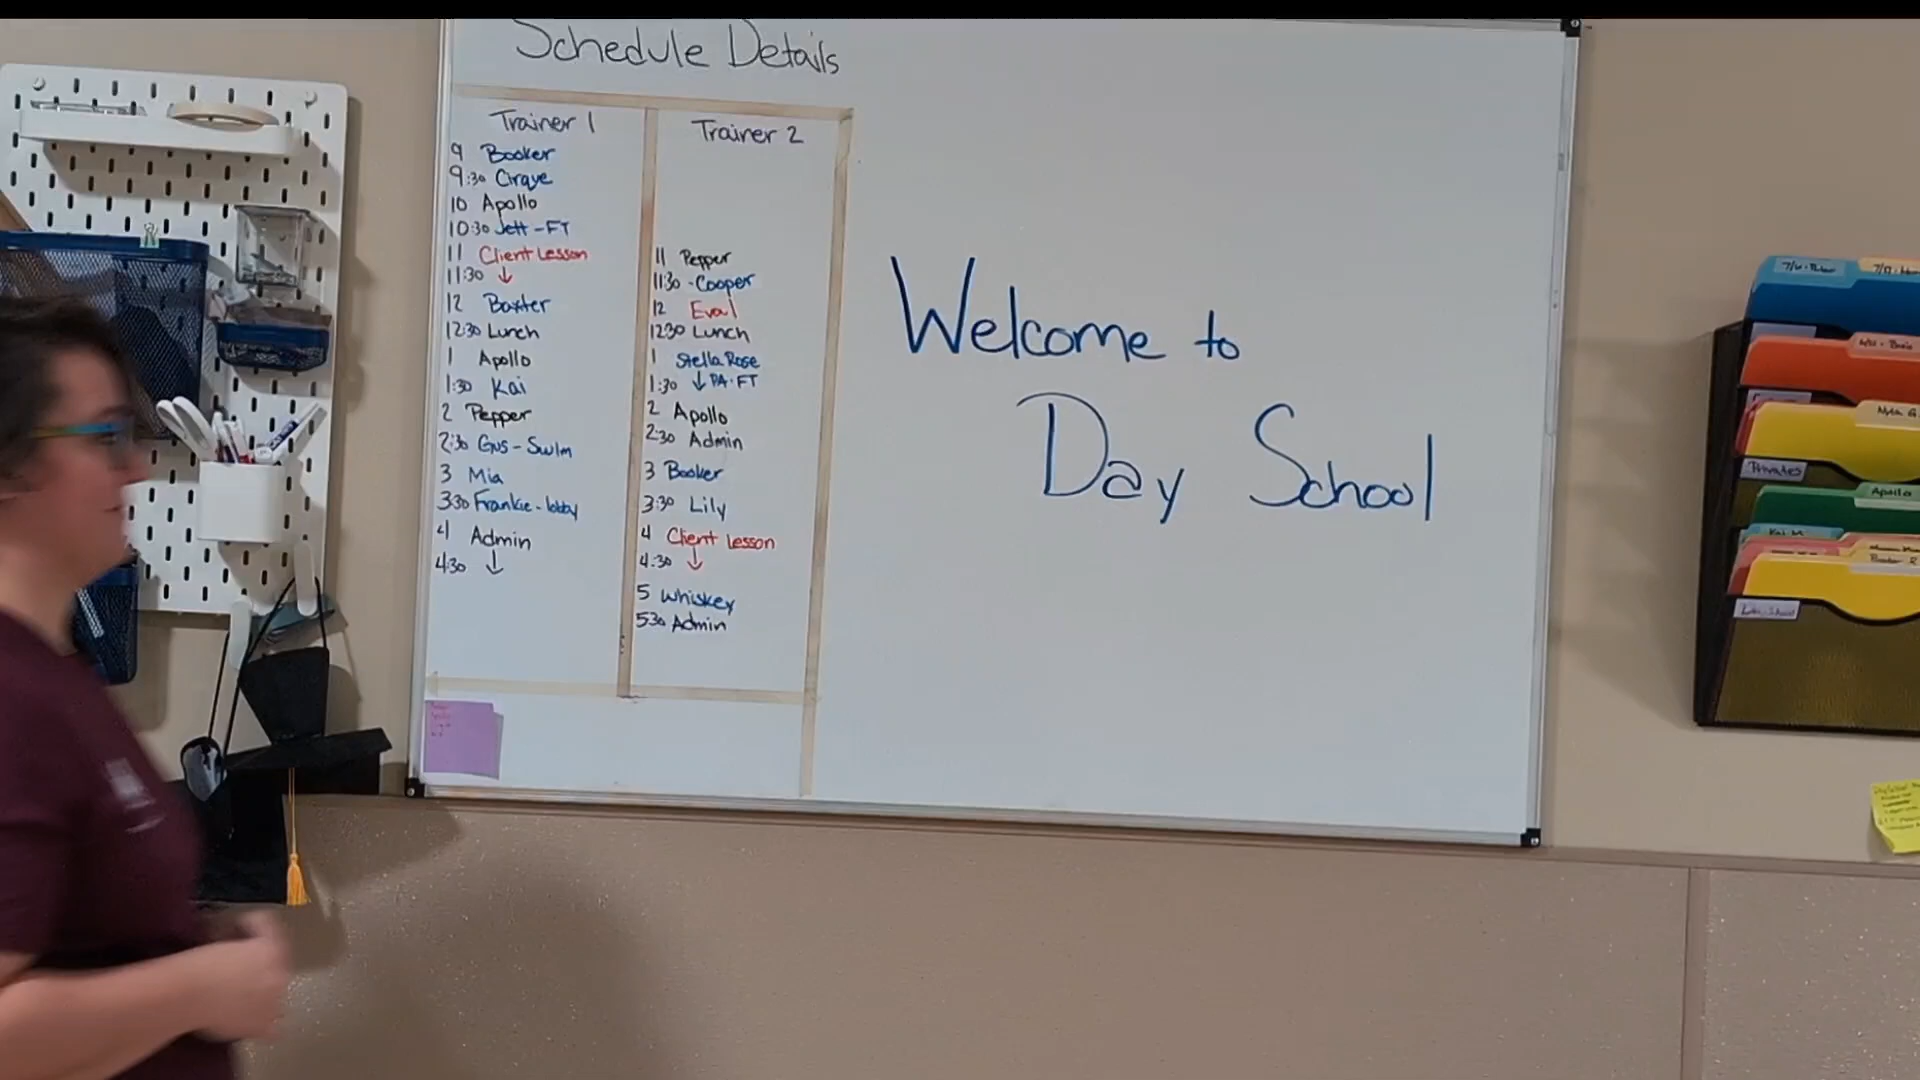 Schedule Details
Trainer 1
9 Booker
9:30 Ciraye
10 Apollo
10:30 Jett - FT
11 Client Lesson
11:30 ↓
12 Baxter
12:30 Lunch
1 Apollo
1:30 Kai
2 Pepper
2:30 Gus - Swim
3 Mia
3:30 Frankie - lobby
4 Admin
4:30 ↓
Trainer 2
11 Pepper
11:30 - Cooper
12 Eval
12:30 Lunch
1 Stella Rose
1:30 ↓ PA · FT
2 Apollo
2:30 Admin
3 Booker
3:30 Lily
4 Client Lesson
4:30 ↓
5 Whiskey
5:30 Admin
Welcome to
Day School
Nyla G
Privates
Apollo
Kai M